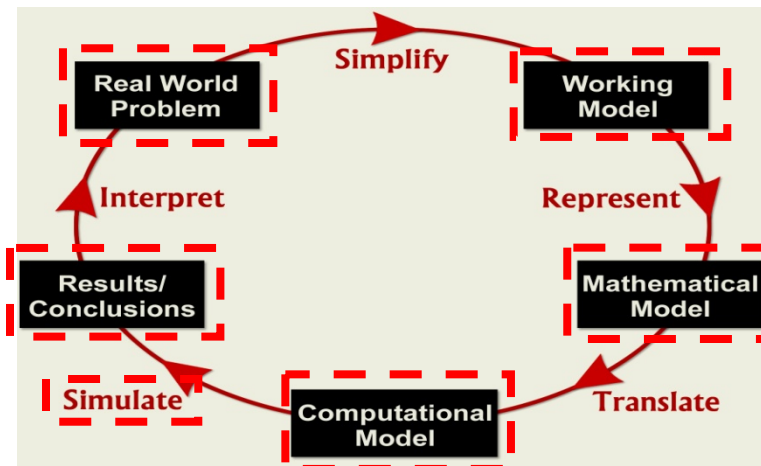 Simplify
Real World
Problem
Working
Model
Interpret
Represent
Results/
Conclusions
Mathematical
Model
Simulate
Translate
Computational
Model